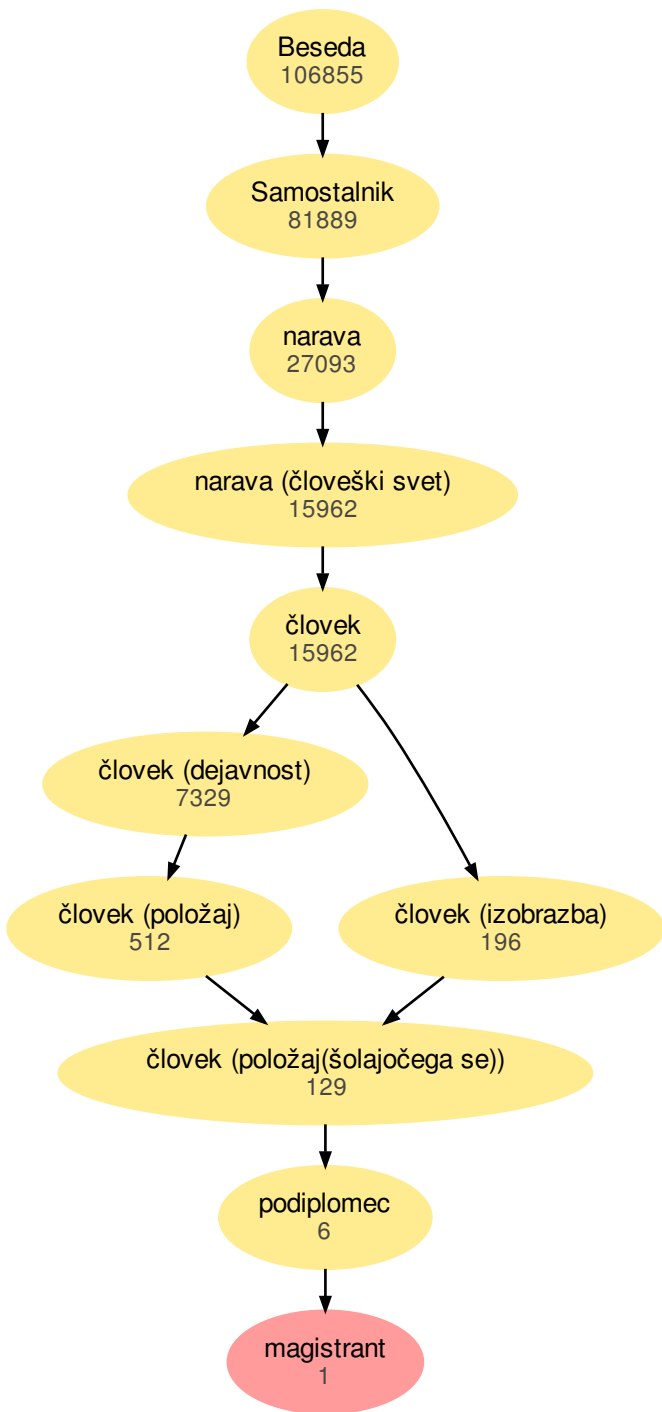 Beseda
106855
Samostalnik
81889
narava
27093
narava (človeški svet)
15962
človek
15962
človek (dejavnost)
7329
človek (položaj)
512
človek (izobrazba)
196
človek (položaj(šolajočega se))
129
podiplomec
6
magistrant
1